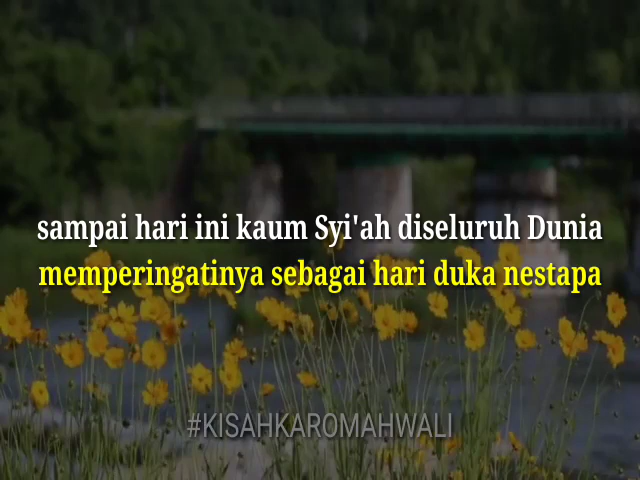 sampai hari ini kaum Syi'ah diseluruh Dunia
memperingatinya sebagai hari duka nestapa
#KISAHKAROMAHWALI